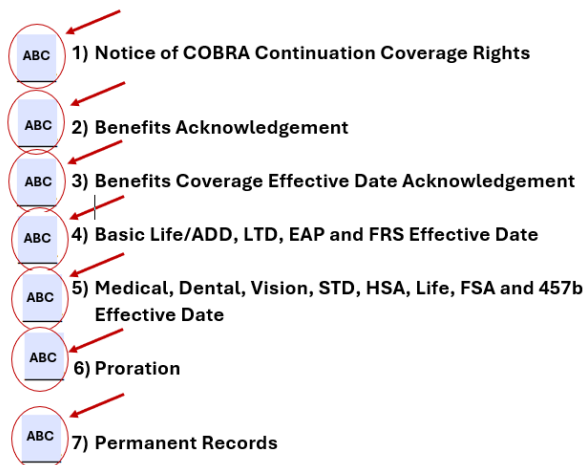 ABC 1) Notice of COBRA Continuation Coverage Rights
ABC 2) Benefits Acknowledgement
ABC 3) Benefits Coverage Effective Date Acknowledgement
ABC 4) Basic Life/ADD, LTD, EAP and FRS Effective Date
ABC 5) Medical, Dental, Vision, STD, HSA, Life, FSA and 457b
Effective Date
ABC 6) Proration
ABC 7) Permanent Records